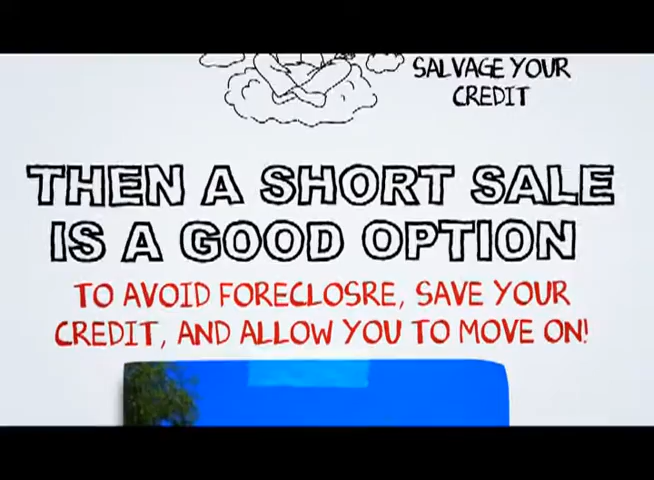 SALVAGE YOUR
CREDIT
THEN A SHORT SALE
IS A GOOD OPTION
TO AVOID FORECLOSRE, SAVE YOUR
CREDIT, AND ALLOW YOU TO MOVE ON!